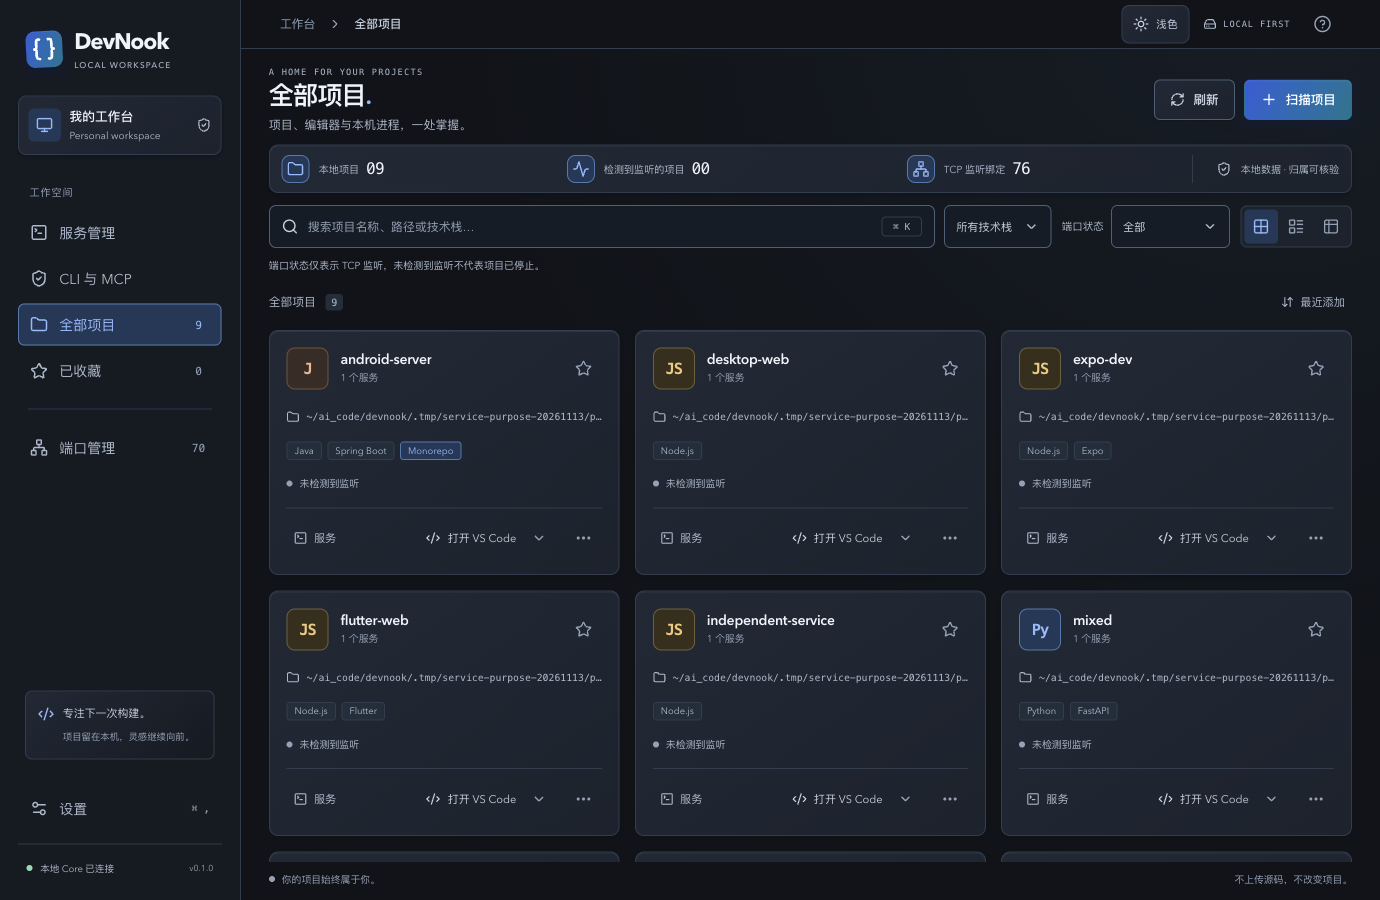 DevNook
LOCAL WORKSPACE
我的工作台
Personal workspace
工作空间
服务管理
CLI 与 MCP
全部项目 9
已收藏 0
端口管理 70
专注下一次构建。
项目留在本机，灵感继续向前。
设置 ⌘ ,
本地 Core 已连接 v0.1.0
工作台 > 全部项目
浅色 LOCAL FIRST
A HOME FOR YOUR PROJECTS
全部项目.
项目、编辑器与本机进程，一处掌握。
刷新 扫描项目
本地项目 09 检测到监听的项目 00 TCP 监听绑定 76 本地数据 · 归属可核验
搜索项目名称、路径或技术栈… ⌘ K 所有技术栈 端口状态 全部
端口状态仅表示 TCP 监听，未检测到监听不代表项目已停止。
全部项目 9 最近添加
J android-server
1 个服务
~/ai_code/devnook/.tmp/service-purpose-20261113/p…
Java Spring Boot Monorepo
未检测到监听
服务 打开 VS Code
JS desktop-web
1 个服务
~/ai_code/devnook/.tmp/service-purpose-20261113/p…
Node.js
未检测到监听
服务 打开 VS Code
JS expo-dev
1 个服务
~/ai_code/devnook/.tmp/service-purpose-20261113/p…
Node.js Expo
未检测到监听
服务 打开 VS Code
JS flutter-web
1 个服务
~/ai_code/devnook/.tmp/service-purpose-20261113/p…
Node.js Flutter
未检测到监听
服务 打开 VS Code
JS independent-service
1 个服务
~/ai_code/devnook/.tmp/service-purpose-20261113/p…
Node.js
未检测到监听
服务 打开 VS Code
Py mixed
1 个服务
~/ai_code/devnook/.tmp/service-purpose-20261113/p…
Python FastAPI
未检测到监听
服务 打开 VS Code
你的项目始终属于你。 不上传源码，不改变项目。